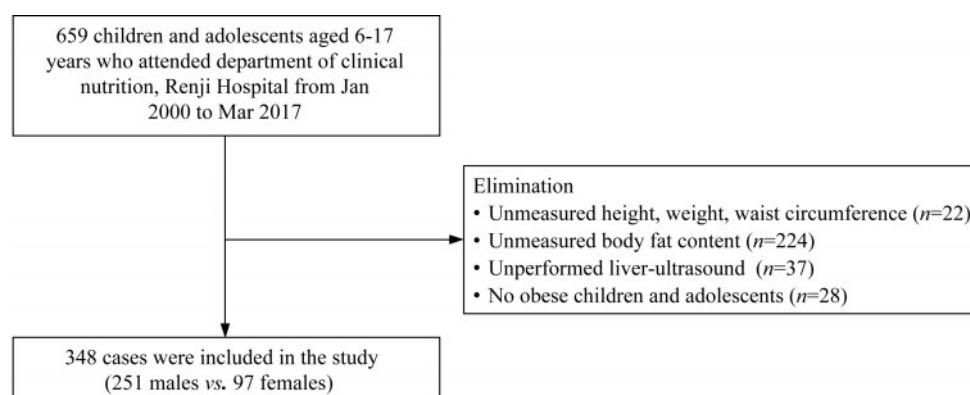 659 children and adolescents aged 6-17
years who attended department of clinical
nutrition, Renji Hospital from Jan
2000 to Mar 2017
Elimination
• Unmeasured height, weight, waist circumference (n=22)
• Unmeasured body fat content (n=224)
• Unperformed liver-ultrasound (n=37)
• No obese children and adolescents (n=28)
348 cases were included in the study
(251 males vs. 97 females)